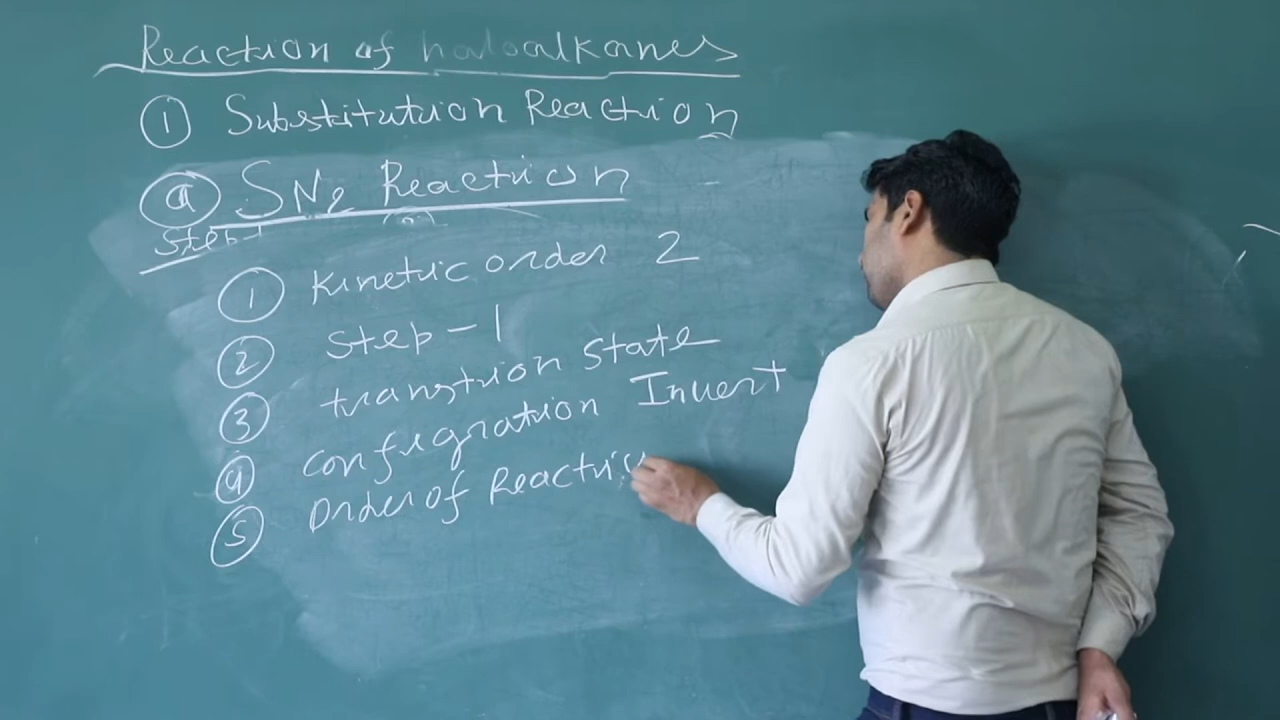 Reaction of haloalkanes
① Substitution Reaction
ⓐ SN2 Reaction
Step-1
① Kinetic order 2
② Step-1
③ transtion state
④ configration Invert
⑤ Order of Reacti